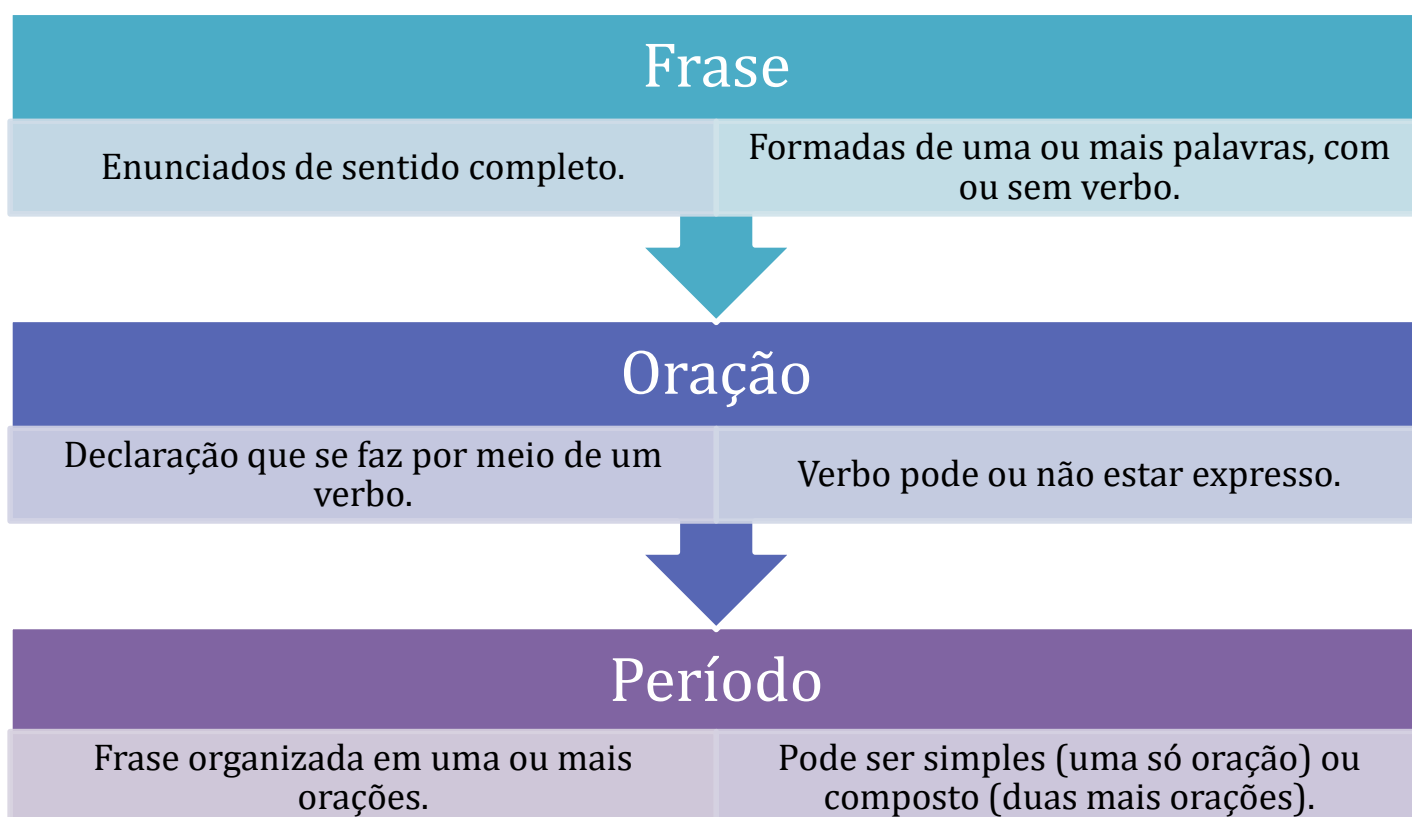 Frase
Enunciados de sentido completo.
Formadas de uma ou mais palavras, com
ou sem verbo.
Oração
Declaração que se faz por meio de um
verbo.
Verbo pode ou não estar expresso.
Período
Frase organizada em uma ou mais
orações.
Pode ser simples (uma só oração) ou
composto (duas mais orações).